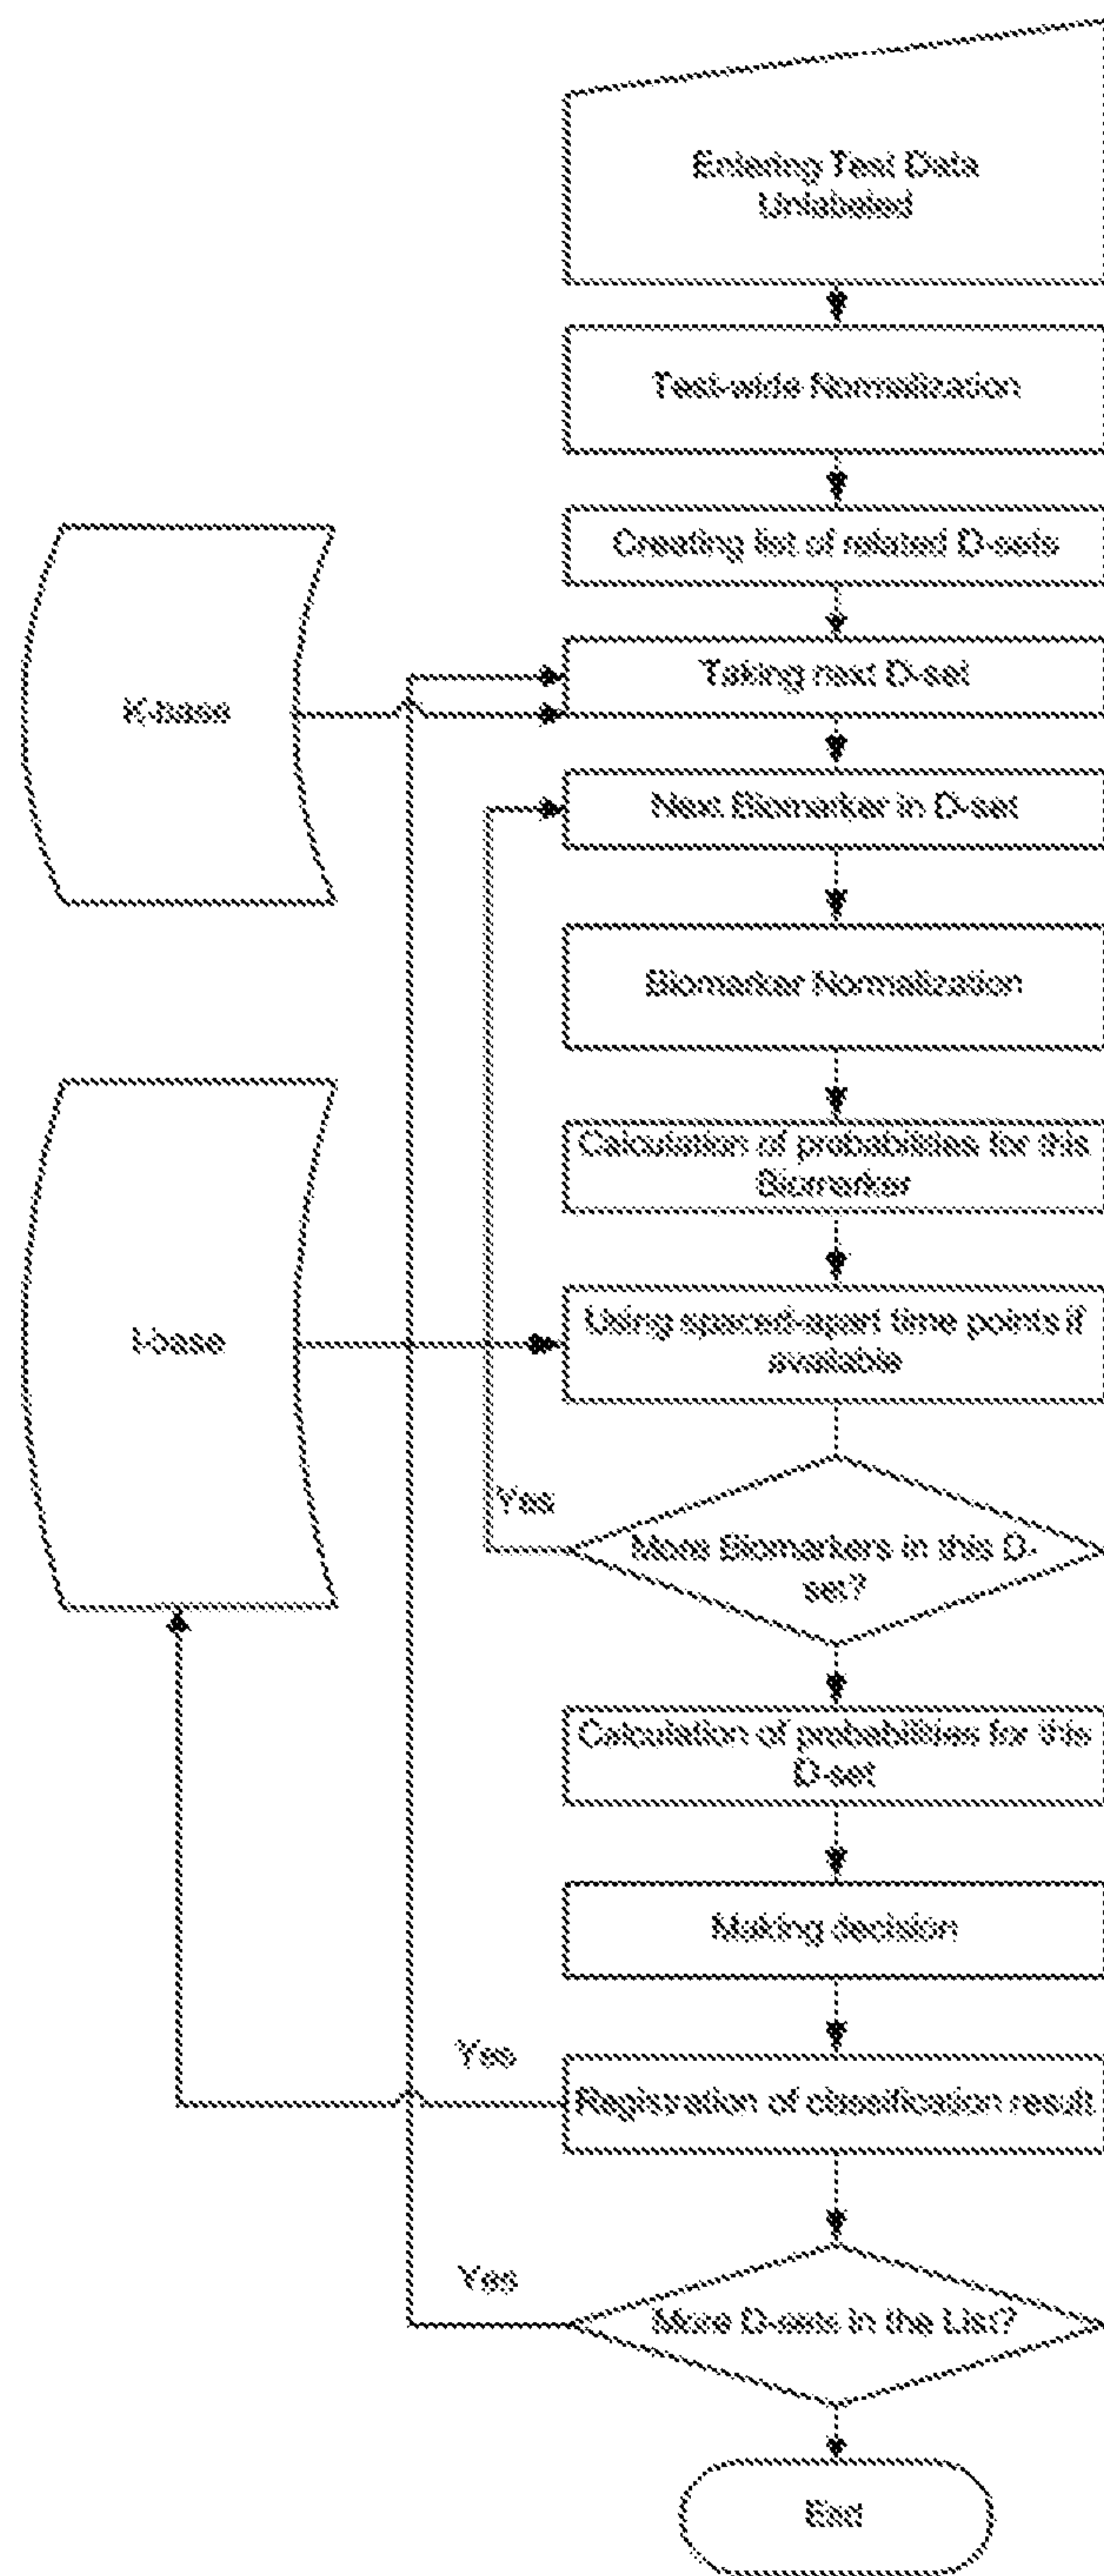 Entering Test Data
Unlabeled
Test-wide Normalization
Creating list of related D-sets
Taking next D-set
K-base
Next Biomarker in D-set
Biomarker Normalization
Calculation of probabilities for this
Biomarker
Using spaced-apart time points if
available
I-base
Yes
More Biomarkers in this D-
set?
Calculation of probabilities for this
D-set
Making decision
Yes
Registration of classification result
Yes
More D-sets in the List?
End